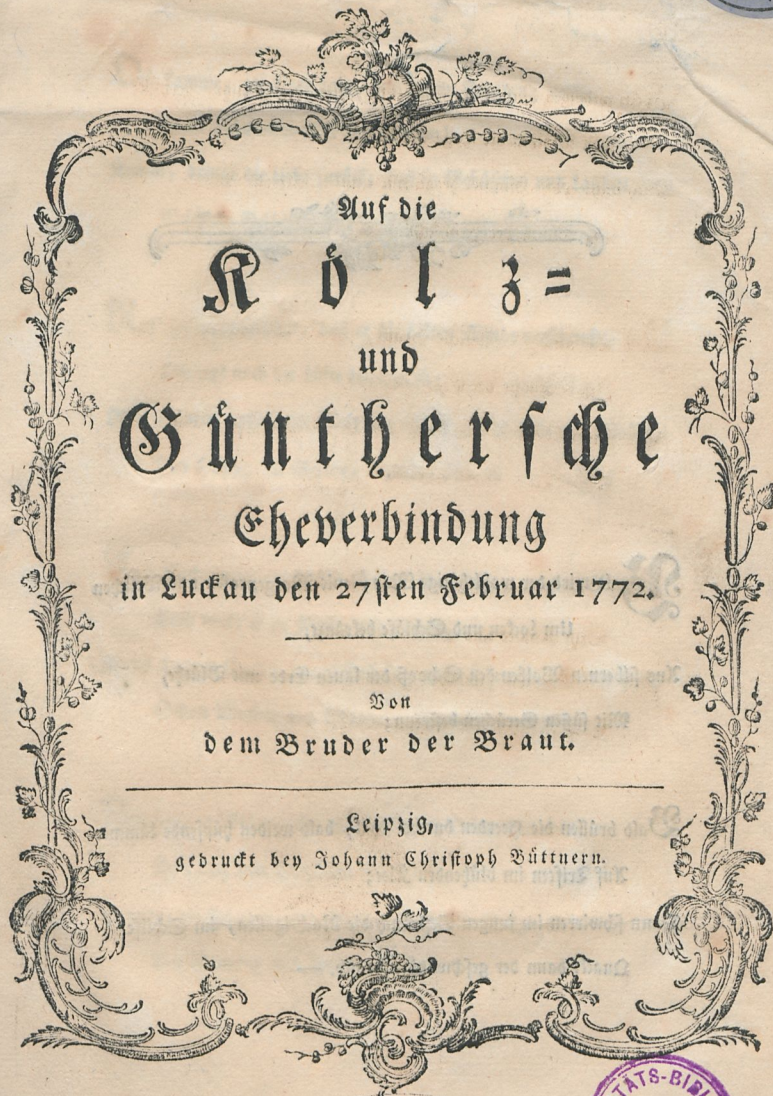 Auf die
Kölz=
und
Günthersche
Eheverbindung
in Luckau den 27sten Februar 1772.
Von
dem Bruder der Braut.
Leipzig,
gedruckt bey Johann Christoph Büttnern.